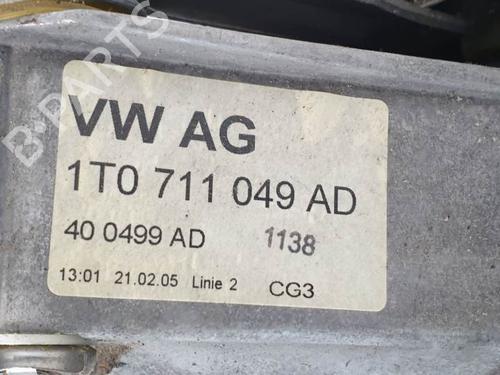 B-PARTS
VW AG
1T0 711 049 AD
40 0499 AD 1138
13:01 21.02.05 Linie 2 CG3